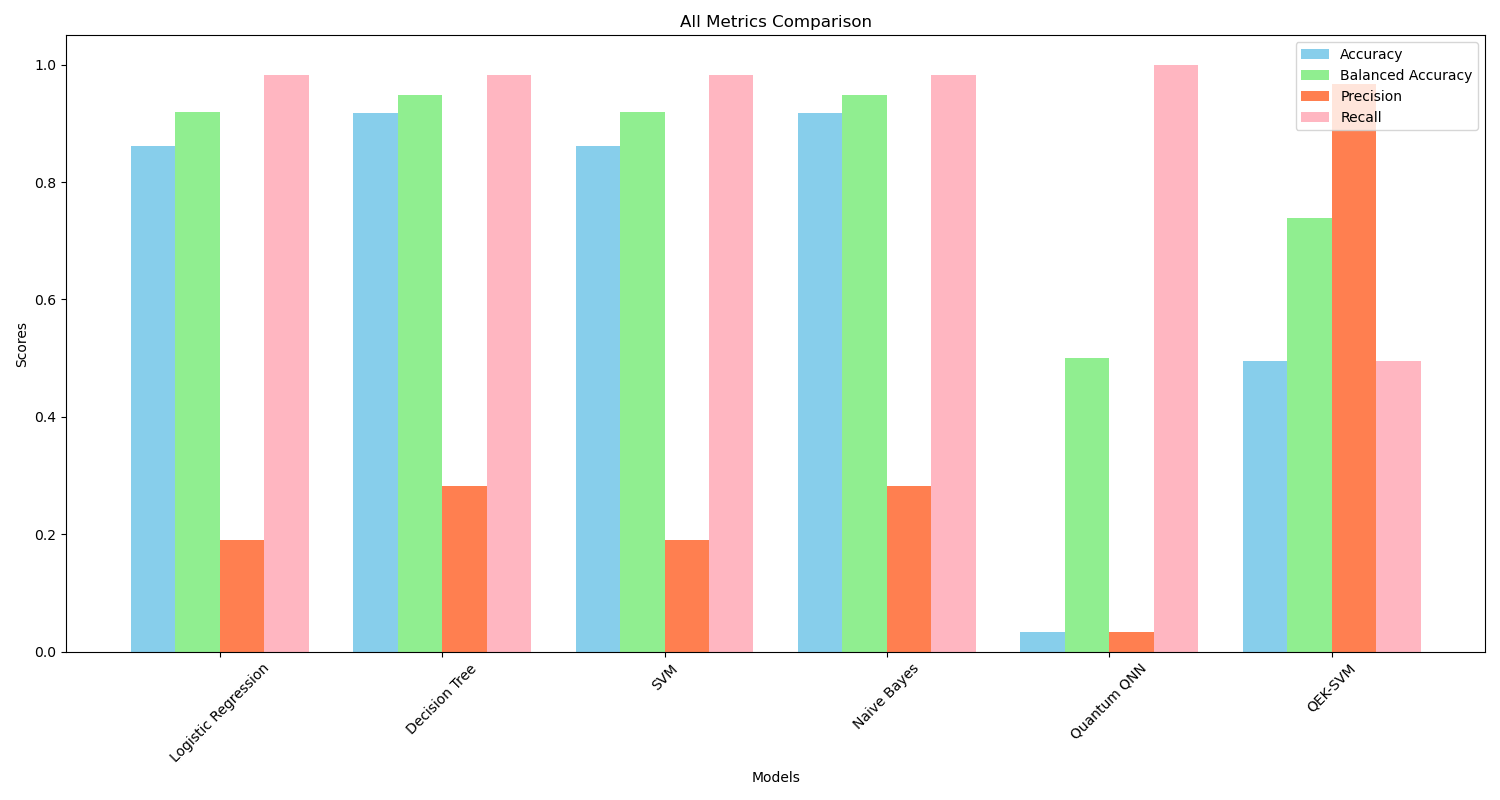 All Metrics Comparison
Accuracy
Balanced Accuracy
Precision
Recall
Scores
1.0
0.8
0.6
0.4
0.2
0.0
Logistic Regression
Decision Tree
SVM
Naive Bayes
Quantum QNN
QEK-SVM
Models